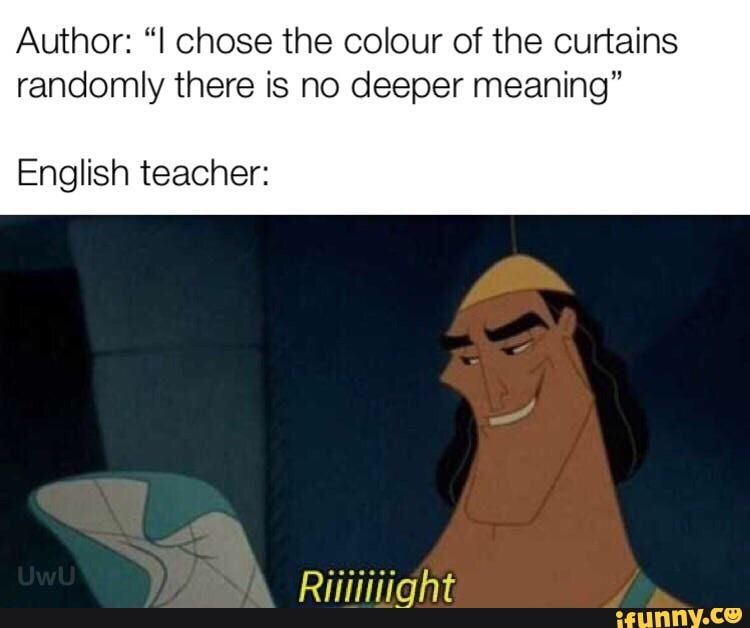 Author: “I chose the colour of the curtains
randomly there is no deeper meaning”
English teacher:
UwU
Riiiiiiight
ifunny.co